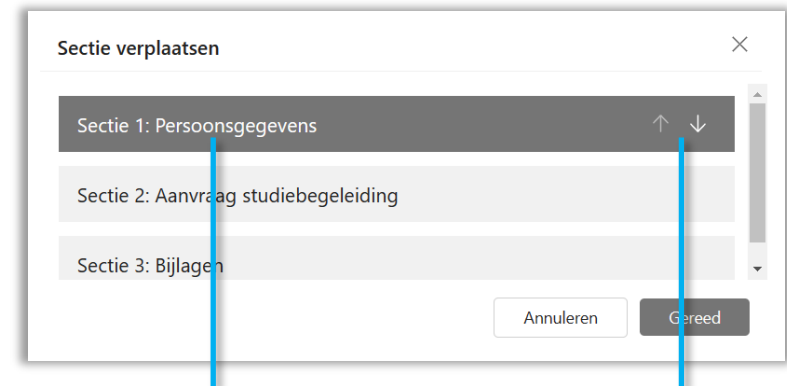 Sectie verplaatsen
Sectie 1: Persoonsgegevens
Sectie 2: Aanvraag studiebegeleiding
Sectie 3: Bijlagen
Annuleren
Gereed